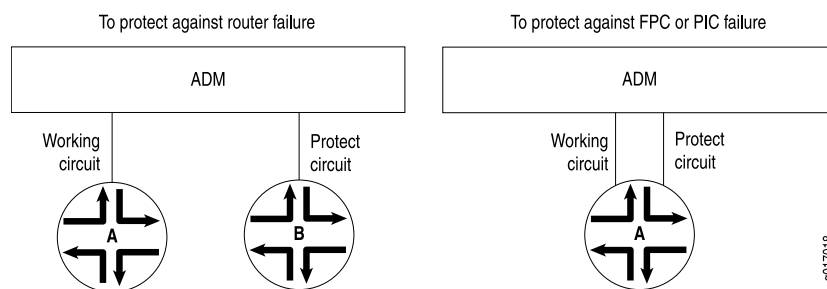 To protect against router failure
ADM
Working
circuit
Protect
circuit
A
B
To protect against FPC or PIC failure
ADM
Working
circuit
Protect
circuit
A